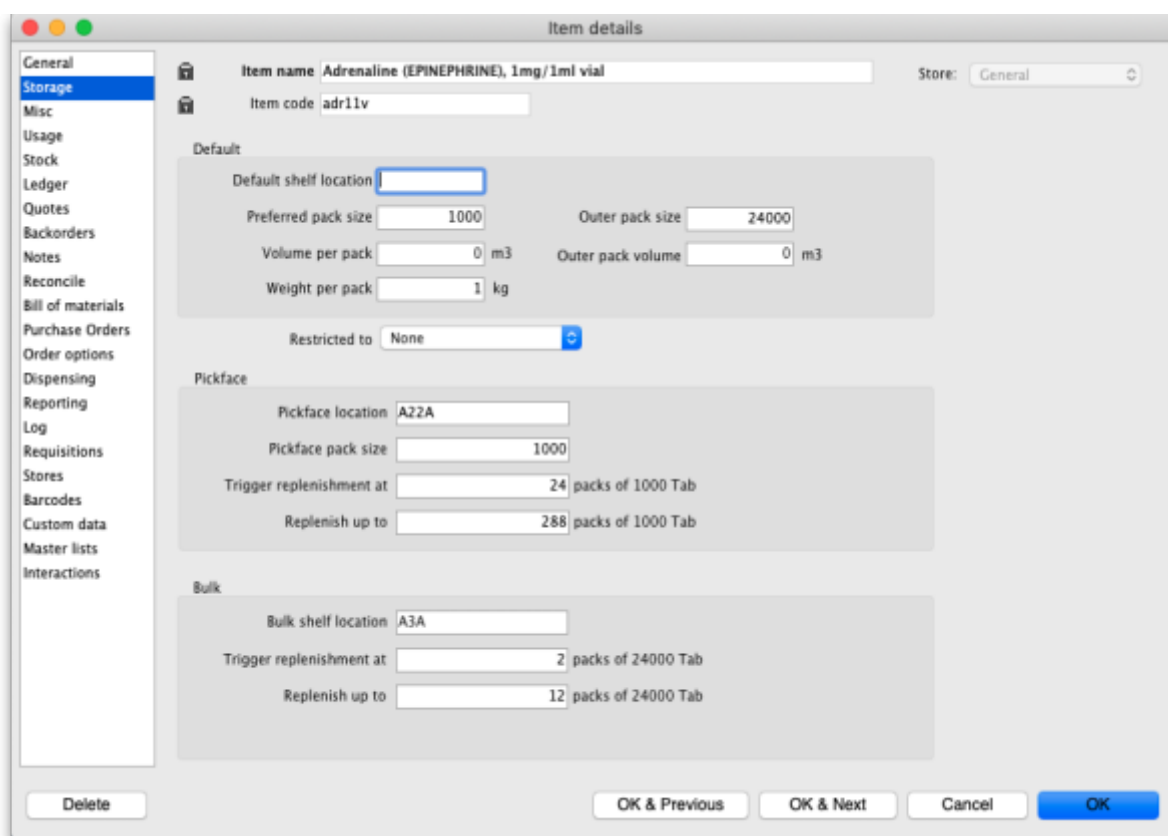 Item details
General
Storage
Misc
Usage
Stock
Ledger
Quotes
Backorders
Notes
Reconcile
Bill of materials
Purchase Orders
Order options
Dispensing
Reporting
Log
Requisitions
Stores
Barcodes
Custom data
Master lists
Interactions
Item name Adrenaline (EPINEPHRINE), 1mg/1ml vial Store: General
Item code adr11v
Default
Default shelf location
Preferred pack size 1000 Outer pack size 24000
Volume per pack 0 m3 Outer pack volume 0 m3
Weight per pack 1 kg
Restricted to None
Pickface
Pickface location A22A
Pickface pack size 1000
Trigger replenishment at 24 packs of 1000 Tab
Replenish up to 288 packs of 1000 Tab
Bulk
Bulk shelf location A3A
Trigger replenishment at 2 packs of 24000 Tab
Replenish up to 12 packs of 24000 Tab
Delete OK & Previous OK & Next Cancel OK